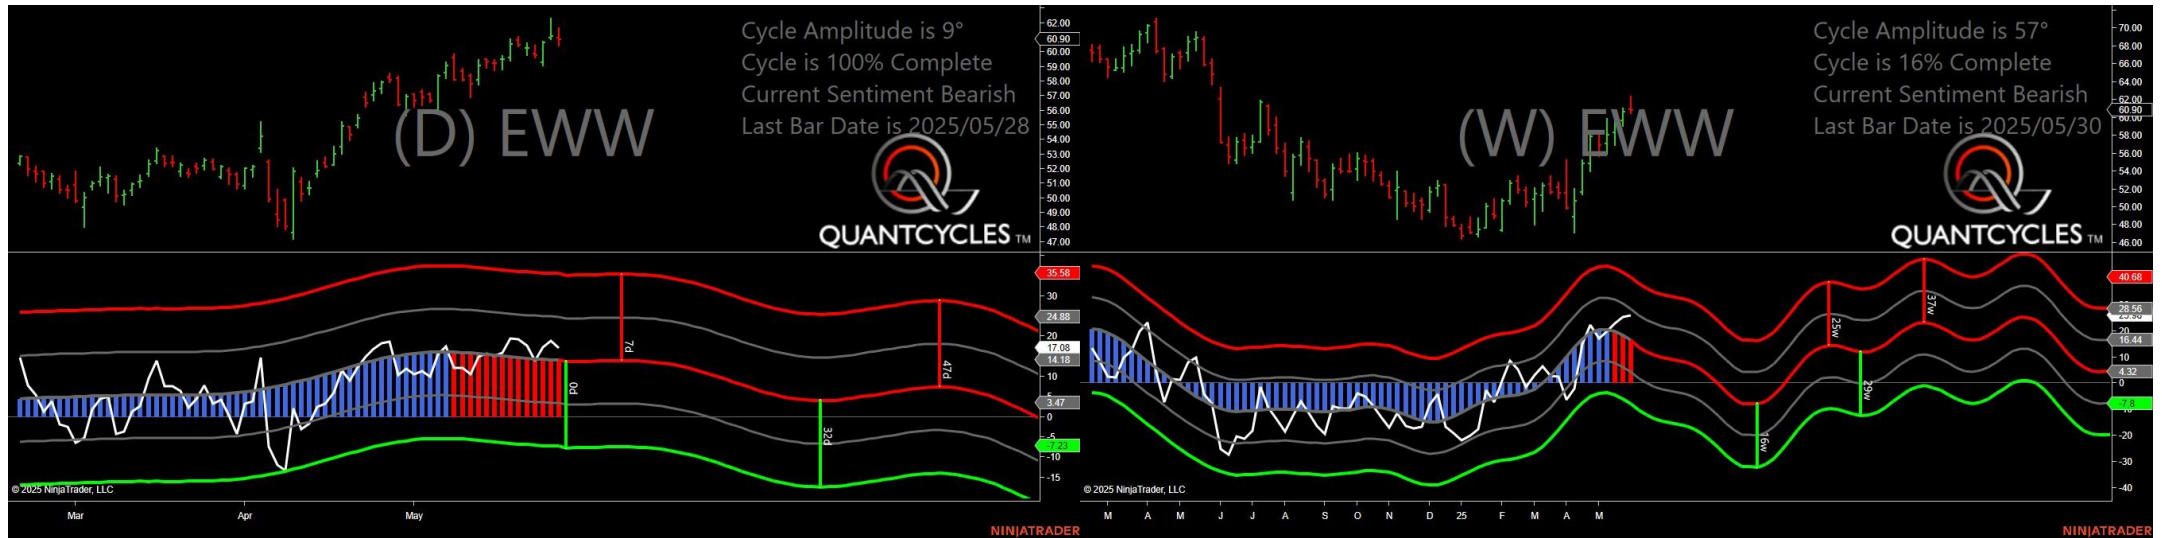 Cycle Amplitude is 9°
Cycle is 100% Complete
Current Sentiment Bearish
Last Bar Date is 2025/05/28
(D) EWW
QUANTCYCLES TM
62.00
60.90
60.00
59.00
58.00
57.00
56.00
55.00
54.00
53.00
52.00
51.00
50.00
49.00
48.00
47.00
35.58
30
24.88
20
17.08
14.18
10
3.47
0
-5
-7.23
-10
-15
0d
7d
32d
47d
© 2025 NinjaTrader, LLC
Mar Apr May
NINJATRADER
Cycle Amplitude is 57°
Cycle is 16% Complete
Current Sentiment Bearish
Last Bar Date is 2025/05/30
(W) EWW
QUANTCYCLES TM
70.00
68.00
66.00
64.00
62.00
60.90
60.00
58.00
56.00
54.00
52.00
50.00
48.00
46.00
40.68
28.56
20
16.44
10
4.32
0
-7.8
-20
-30
-40
16w
25w
29w
37w
© 2025 NinjaTrader, LLC
M A M J J A S O N D 25 F M A M
NINJATRADER